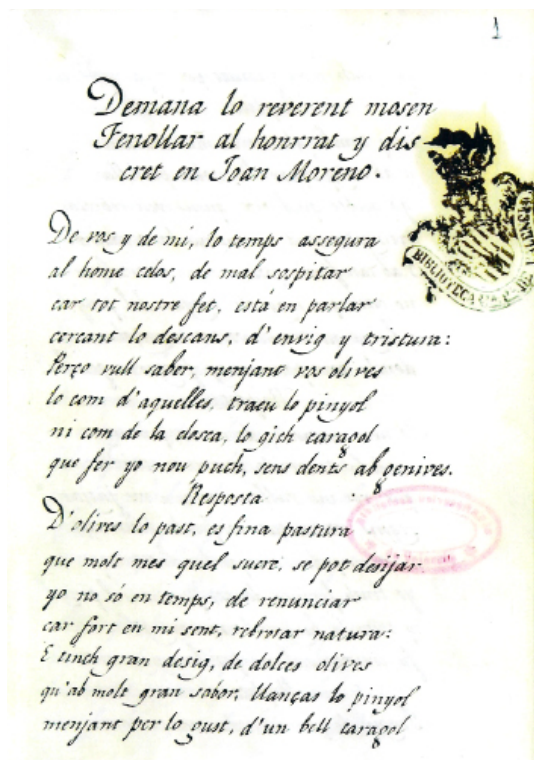 1
Demana lo reverent mosen
Fenollar al honrrat y dis
cret en Joan Moreno.
De vos y de mi, lo temps assegura
al home celos, de mal sospitar
car tot nostre fet, està en parlar
cercant lo descans, d'enuig y tristura:
Perço vull saber, menjant vos olives
lo com d'aquelles, traeu lo pinyol
ni com de la closca, lo gich caragol
que fer yo nou puch, sens dents ab genives.
Resposta
D'olives lo past, es fina pastura
que molt mes quel sucre, se pot desijar
yo no só en temps, de renunciar
car fort en mi sent, rebrotar natura:
E tinch gran desig, de dolces olives
qu'ab molt gran sabor, llanças lo pinyol
menjant per lo gust, d'un bell caragol
BIBLIOTECA